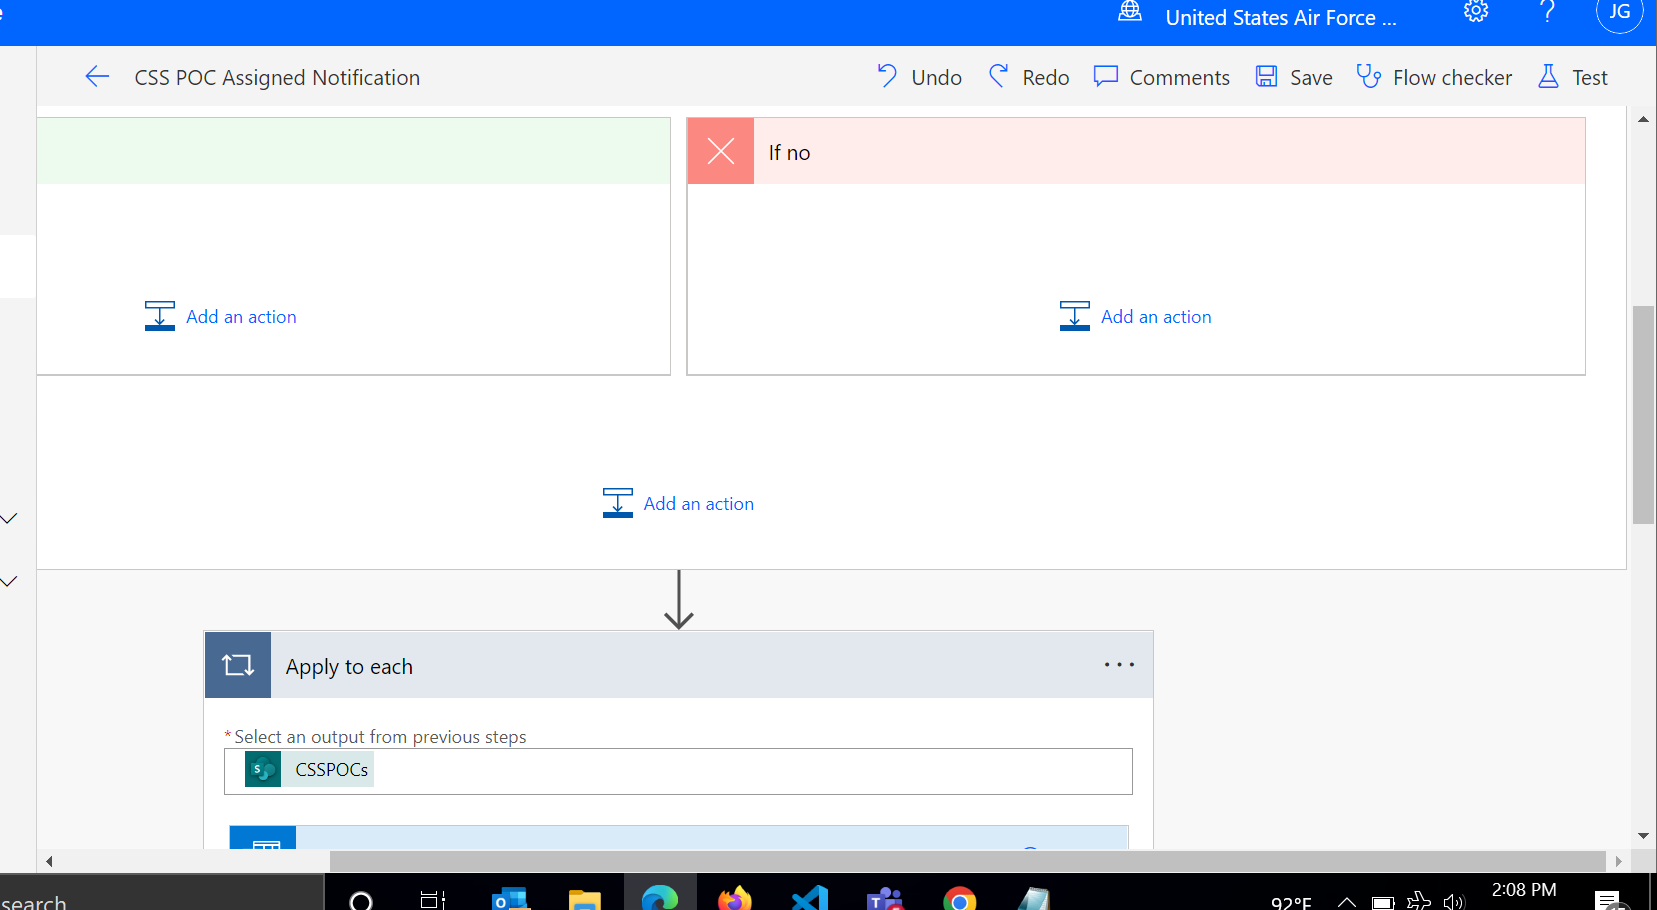 United States Air Force ...
JG
CSS POC Assigned Notification
Undo
Redo
Comments
Save
Flow checker
Test
If no
Add an action
Add an action
Add an action
Apply to each
* Select an output from previous steps
S
CSSPOCs
search
92°F
2:08 PM